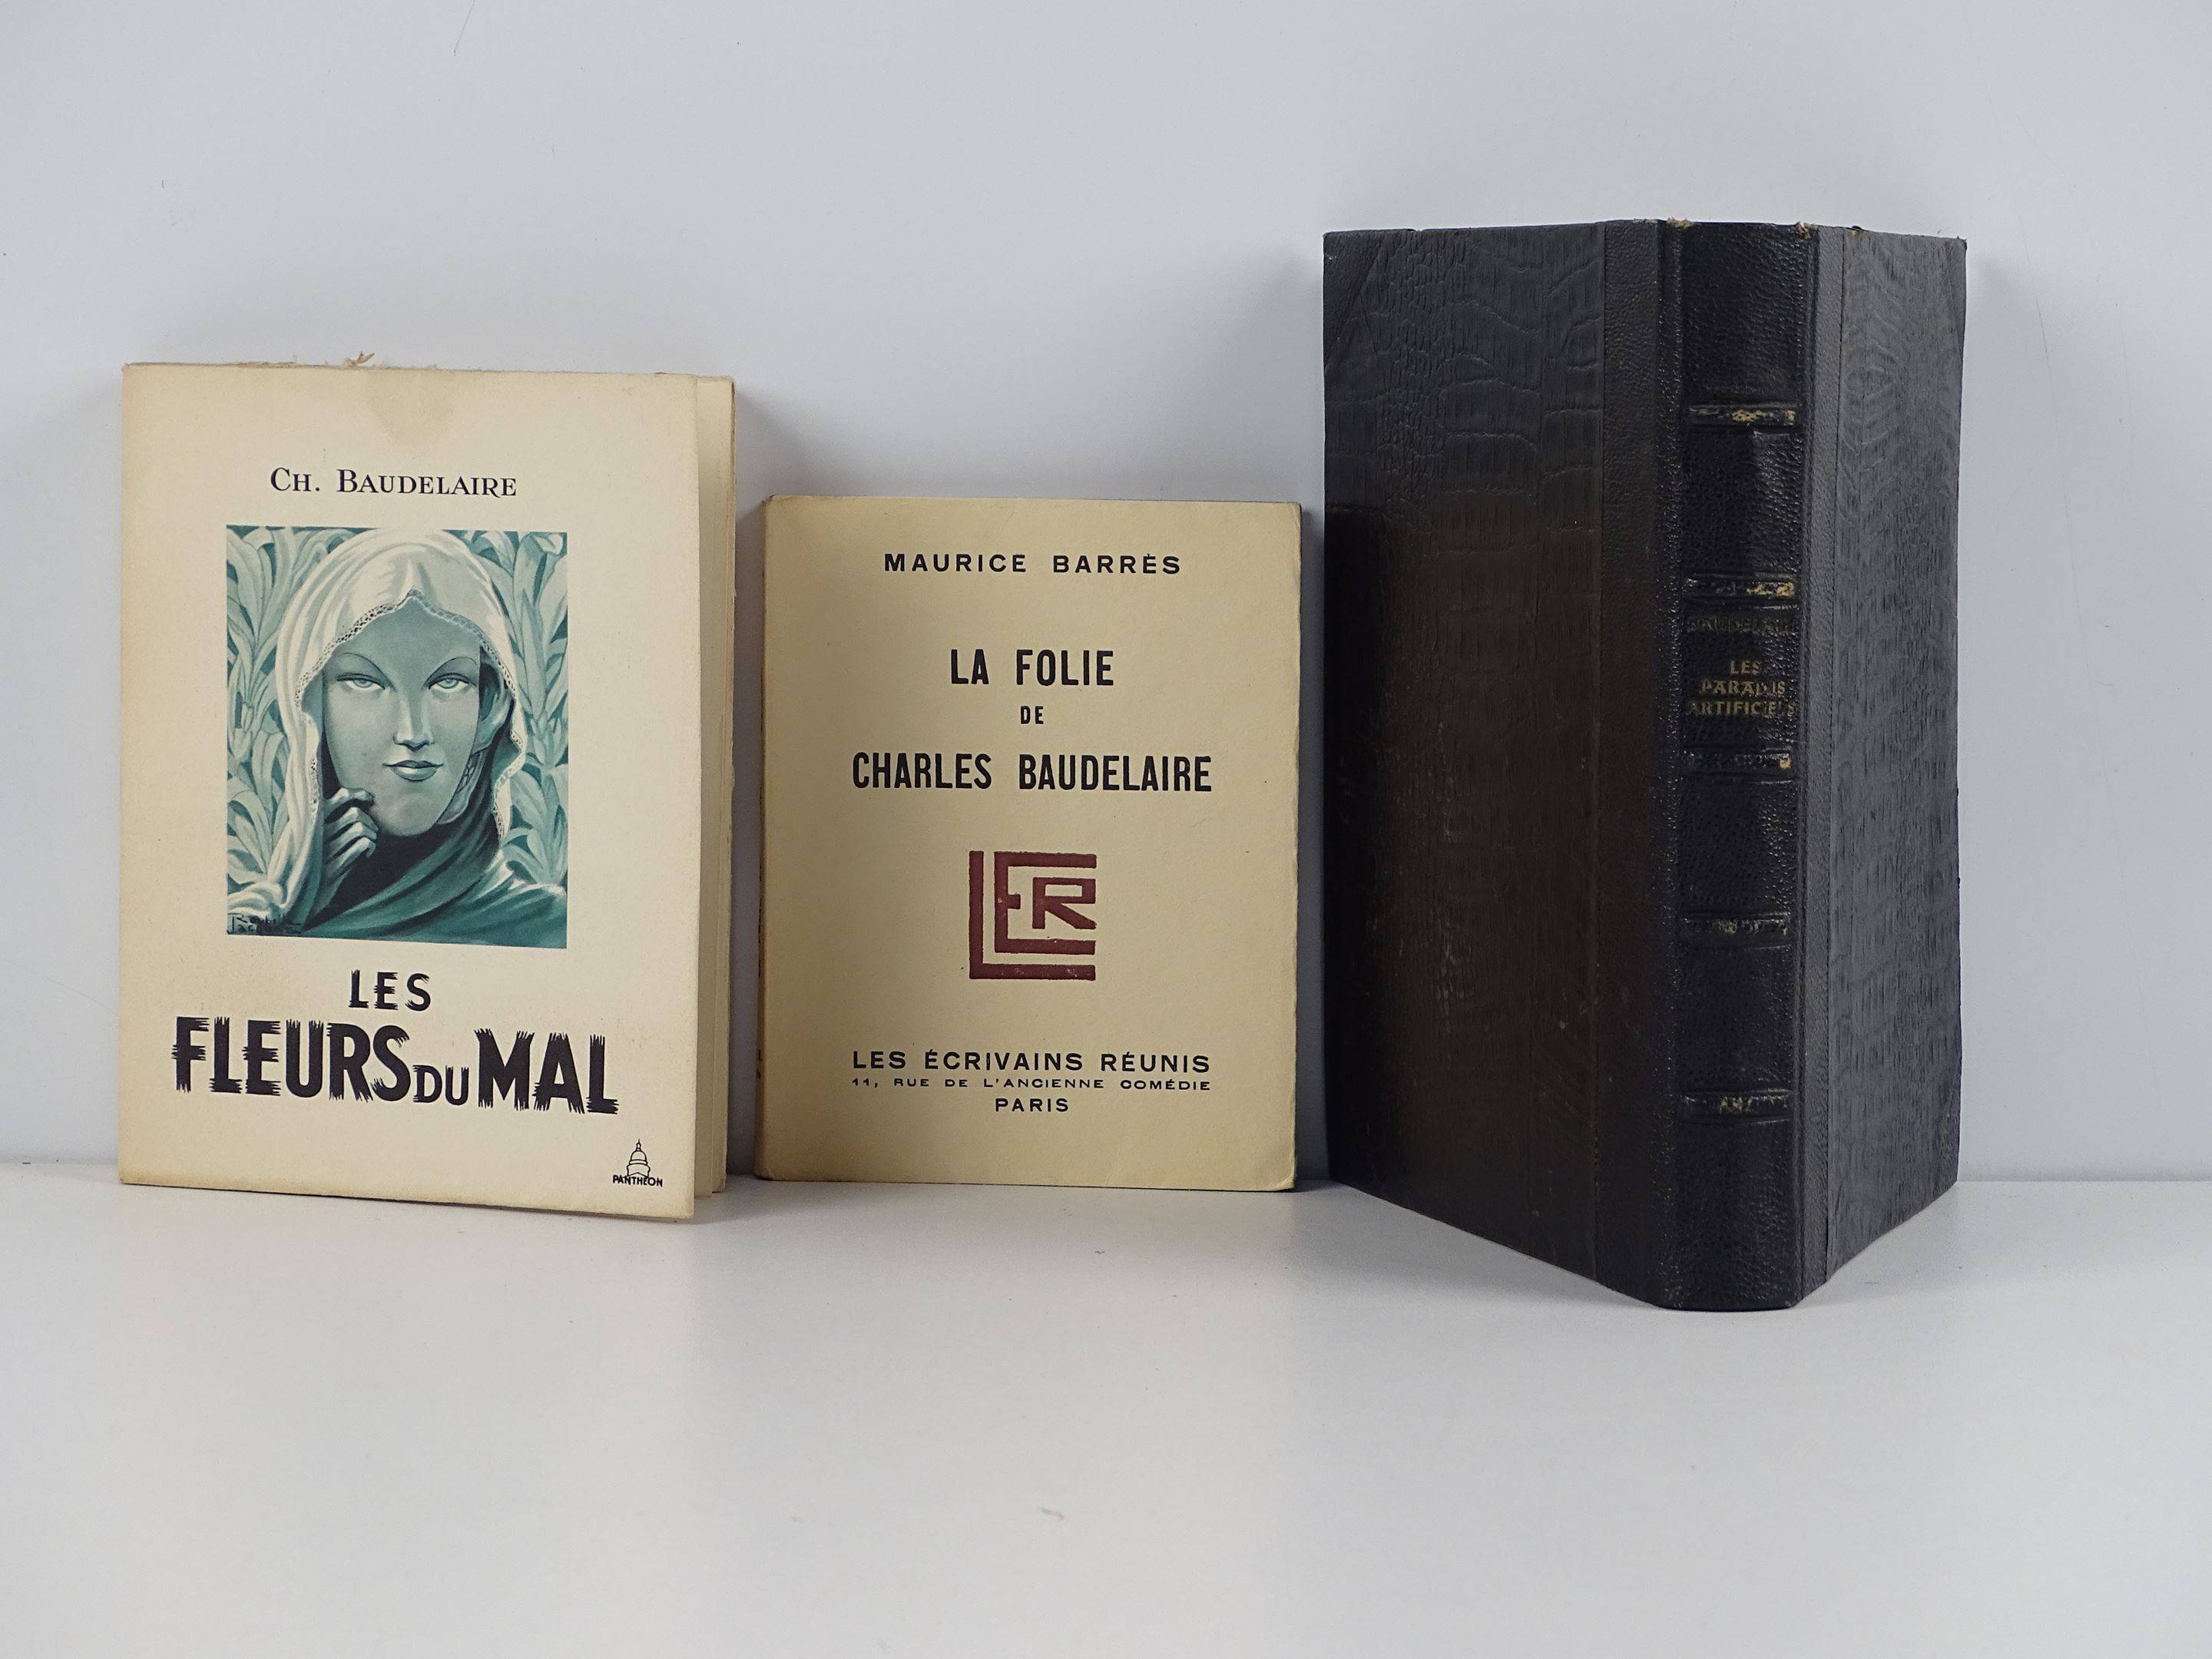 CH. BAUDELAIRE
LES
FLEURS DU MAL
PANTHÉON
MAURICE BARRÈS
LA FOLIE
DE
CHARLES BAUDELAIRE
LER
LES ÉCRIVAINS RÉUNIS
11, RUE DE L'ANCIENNE COMÉDIE
PARIS
BAUDELAIRE
LES
PARADIS
ARTIFICIELS